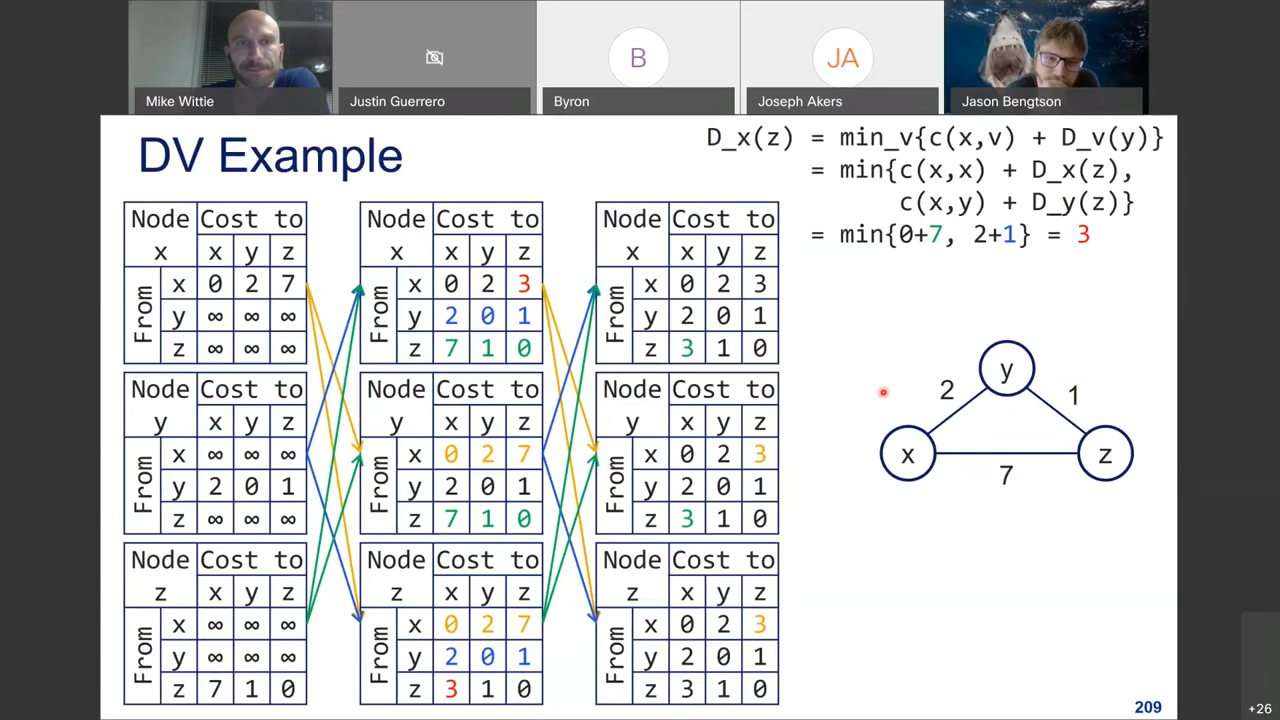 B
JA
Mike Wittie
Justin Guerrero
Byron
Joseph Akers
Jason Bengtson
DV Example
D_x(z) = min_v{c(x,v) + D_v(y)}
= min{c(x,x) + D_x(z),
c(x,y) + D_y(z)}
= min{0+7, 2+1} = 3
Node Cost to
x x y z
From x 0 2 7
y ∞ ∞ ∞
z ∞ ∞ ∞
Node Cost to
x x y z
From x 0 2 3
y 2 0 1
z 7 1 0
Node Cost to
x x y z
From x 0 2 3
y 2 0 1
z 3 1 0
Node Cost to
y x y z
From x ∞ ∞ ∞
y 2 0 1
z ∞ ∞ ∞
Node Cost to
y x y z
From x 0 2 7
y 2 0 1
z 7 1 0
Node Cost to
y x y z
From x 0 2 3
y 2 0 1
z 3 1 0
Node Cost to
z x y z
From x ∞ ∞ ∞
y ∞ ∞ ∞
z 7 1 0
Node Cost to
z x y z
From x 0 2 7
y 2 0 1
z 3 1 0
Node Cost to
z x y z
From x 0 2 3
y 2 0 1
z 3 1 0
y
2 1
x z
7
209
+26